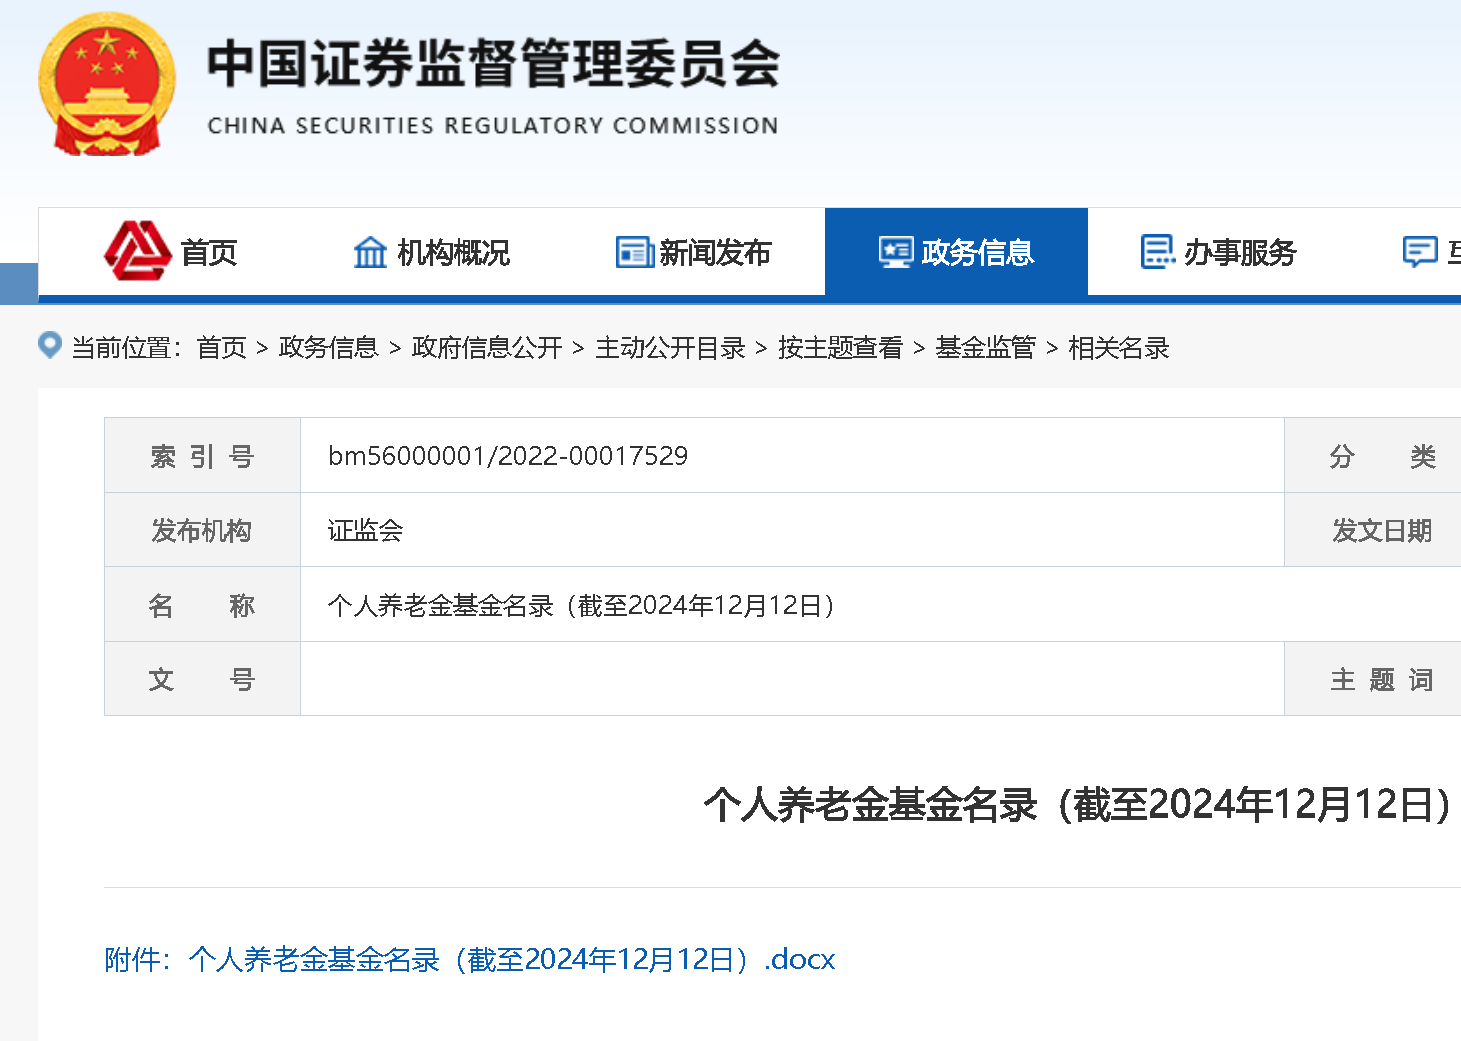 中国证券监督管理委员会
CHINA SECURITIES REGULATORY COMMISSION
首页 机构概况 新闻发布 政务信息 办事服务
当前位置： 首页 > 政务信息 > 政府信息公开 > 主动公开目录 > 按主题查看 > 基金监管 > 相关名录
索 引 号 bm56000001/2022-00017529 分 类
发布机构 证监会 发文日期
名 称 个人养老金基金名录（截至2024年12月12日）
文 号 主 题 词
个人养老金基金名录（截至2024年12月12日）
附件：个人养老金基金名录（截至2024年12月12日）.docx